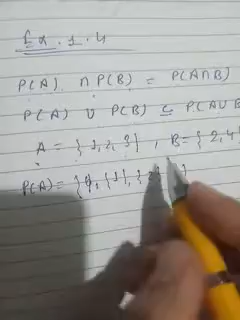 Ex. 1.4
P(A) ∩ P(B) = P(A∩B)
P(A) ∪ P(B) ⊆ P(A∪B
A = {1,2,3} , B = {2,4
P(A) = {φ, {1}, {2}